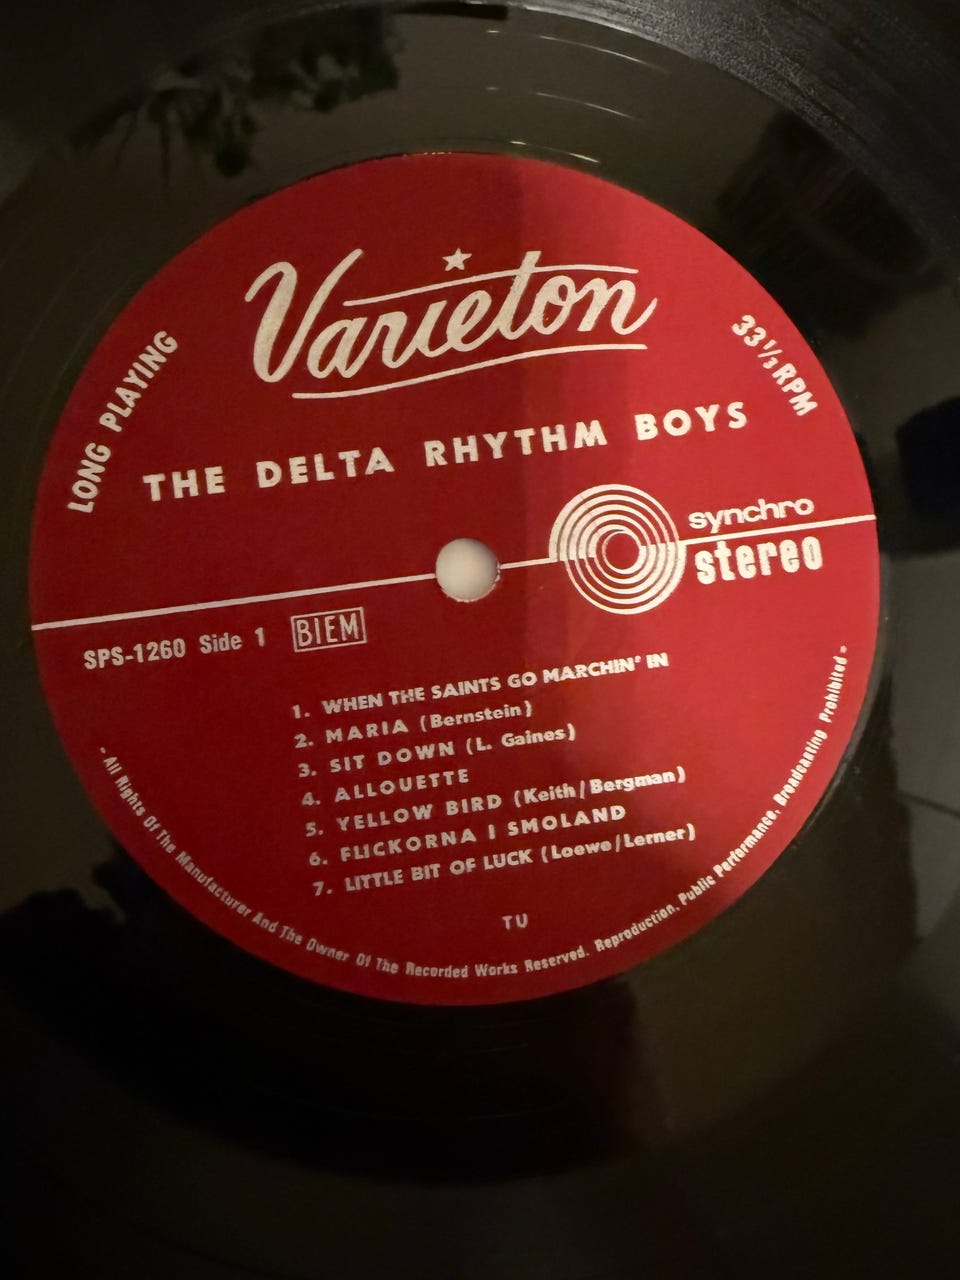 Varieton
LONG PLAYING
33 1/3 RPM
THE DELTA RHYTHM BOYS
synchro
stereo
SPS-1260 Side 1 BIEM
1. WHEN THE SAINTS GO MARCHIN' IN
2. MARIA (Bernstein)
3. SIT DOWN (L. Gaines)
4. ALLOUETTE
5. YELLOW BIRD (Keith/Bergman)
6. FLICKORNA I SMOLAND
7. LITTLE BIT OF LUCK (Loewe/Lerner)
TU
- All Rights Of The Manufacturer And The Owner Of The Recorded Works Reserved. Reproduction, Public Performance, Broadcasting Prohibited -